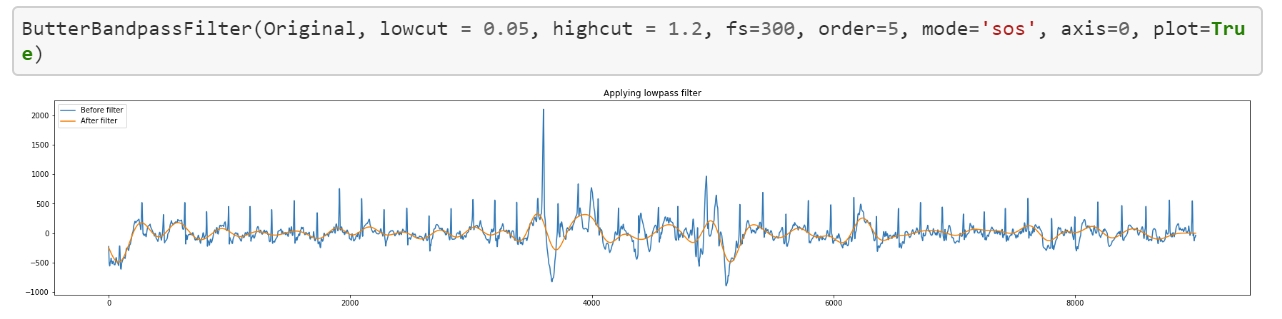 ButterBandpassFilter(Original, lowcut = 0.05, highcut = 1.2, fs=300, order=5, mode='sos', axis=0, plot=Tru
e)
Applying lowpass filter
Before filter
After filter
2000
1500
1000
500
0
−500
−1000
0 2000 4000 6000 8000